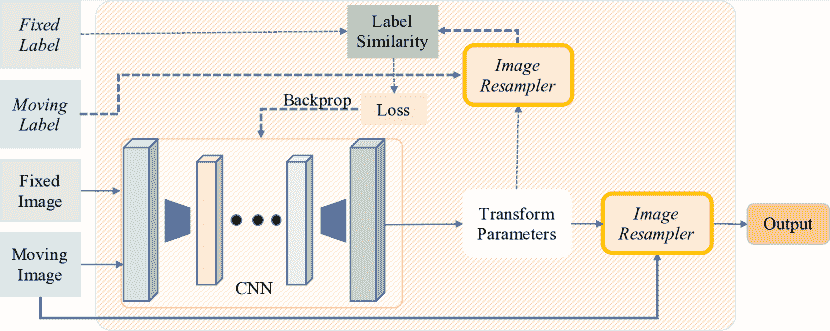 Fixed
Label
Label
Similarity
Image
Resampler
Moving
Label
Backprop
Loss
Fixed
Image
Transform
Parameters
Image
Resampler
Output
Moving
Image
CNN